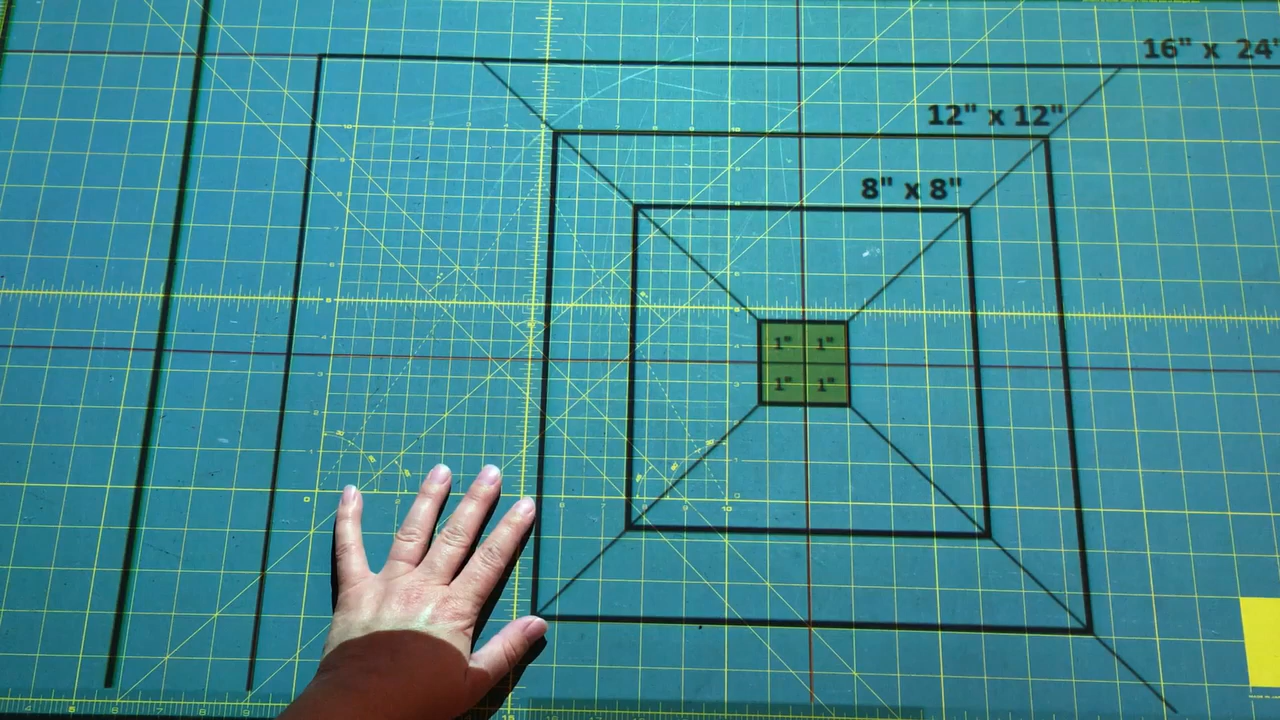 16" x 24"
12" x 12"
8" x 8"
1" 1"
1" 1"